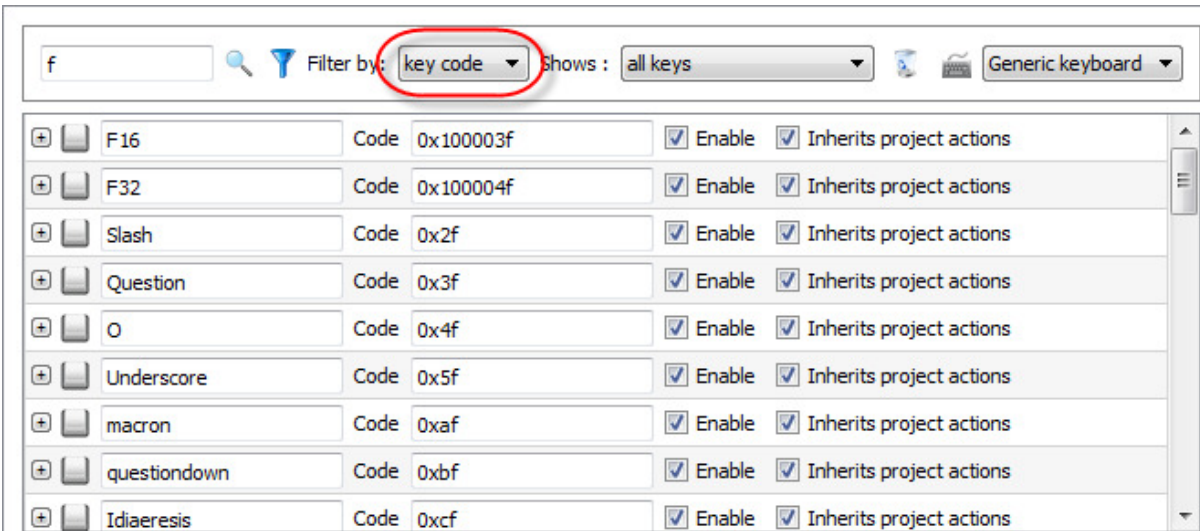 f Filter by: key code Shows : all keys Generic keyboard
F16 Code 0x100003f Enable Inherits project actions
F32 Code 0x100004f Enable Inherits project actions
Slash Code 0x2f Enable Inherits project actions
Question Code 0x3f Enable Inherits project actions
O Code 0x4f Enable Inherits project actions
Underscore Code 0x5f Enable Inherits project actions
macron Code 0xaf Enable Inherits project actions
questiondown Code 0xbf Enable Inherits project actions
Idiaeresis Code 0xcf Enable Inherits project actions